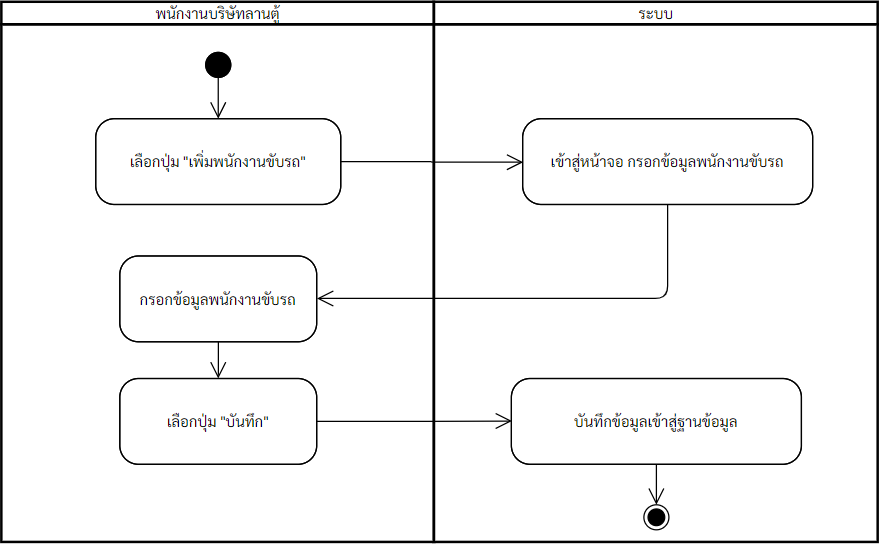 พนักงานบริษัทลานตู้
ระบบ
เลือกปุ่ม "เพิ่มพนักงานขับรถ"
เข้าสู่หน้าจอ กรอกข้อมูลพนักงานขับรถ
กรอกข้อมูลพนักงานขับรถ
เลือกปุ่ม "บันทึก"
บันทึกข้อมูลเข้าสู่ฐานข้อมูล